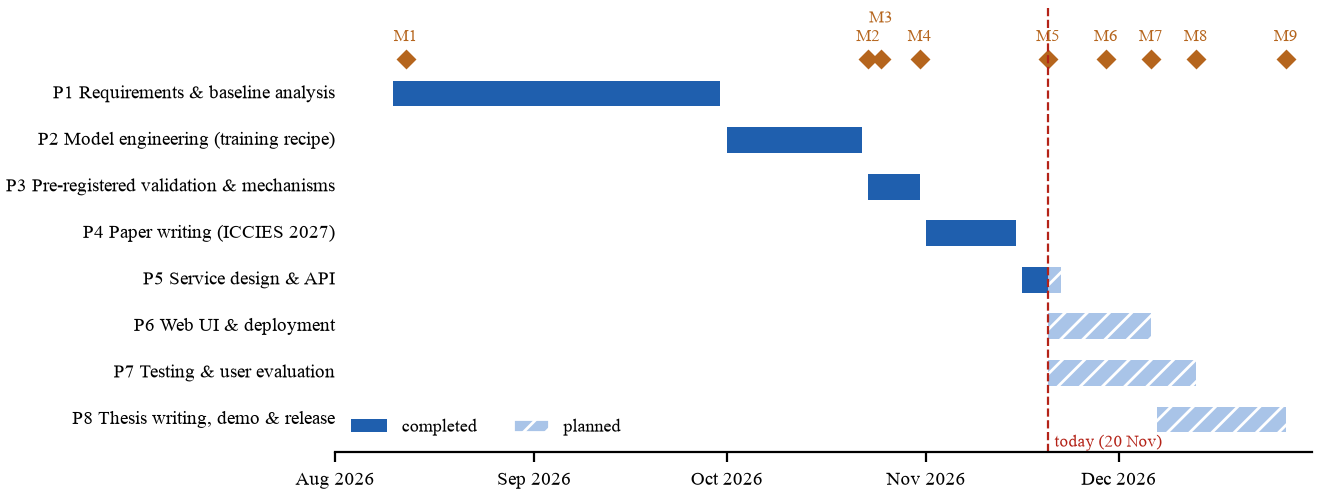 M3
M1
M2
M4
M5
M6
M7
M8
M9
P1 Requirements & baseline analysis
P2 Model engineering (training recipe)
P3 Pre-registered validation & mechanisms
P4 Paper writing (ICCIES 2027)
P5 Service design & API
P6 Web UI & deployment
P7 Testing & user evaluation
P8 Thesis writing, demo & release
completed
planned
today (20 Nov)
Aug 2026
Sep 2026
Oct 2026
Nov 2026
Dec 2026